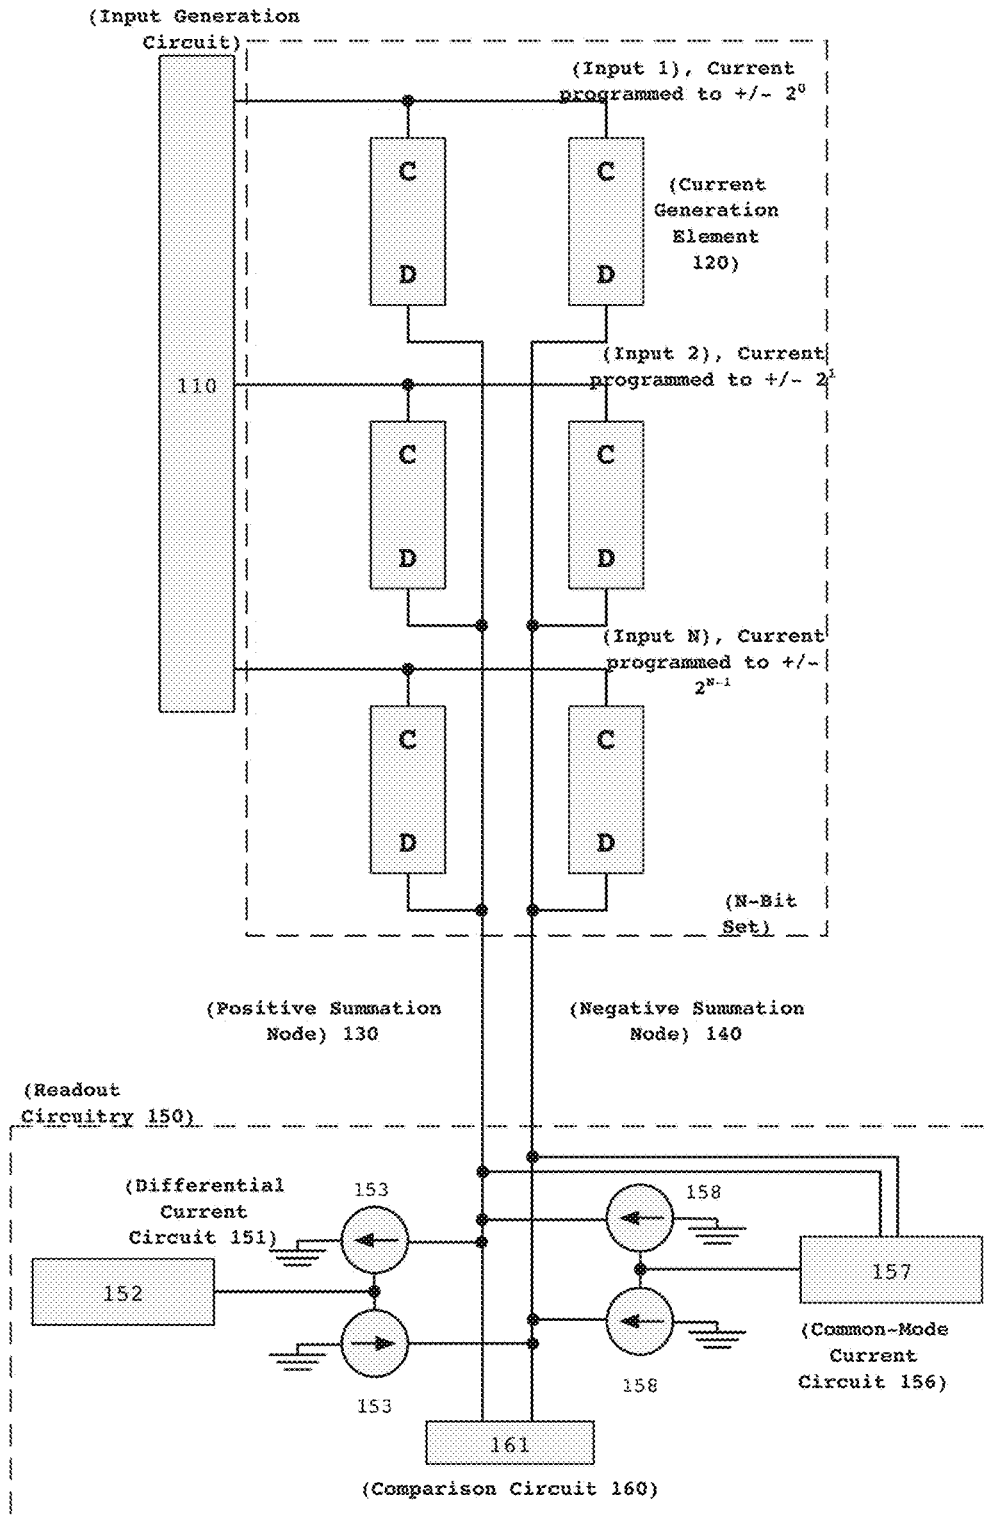 (Input Generation
Circuit)
(Input 1), Current
programmed to +/- 2⁰
C
C
(Current
Generation
Element
120)
D
D
(Input 2), Current
programmed to +/- 2¹
110
C
C
D
D
(Input N), Current
programmed to +/-
2ᴺ⁻¹
C
C
D
D
(N-Bit
Set)
(Positive Summation
Node) 130
(Negative Summation
Node) 140
(Readout
Circuitry 150)
(Differential
Current
Circuit 151)
153
158
152
157
(Common-Mode
Current
Circuit 156)
153
158
161
(Comparison Circuit 160)